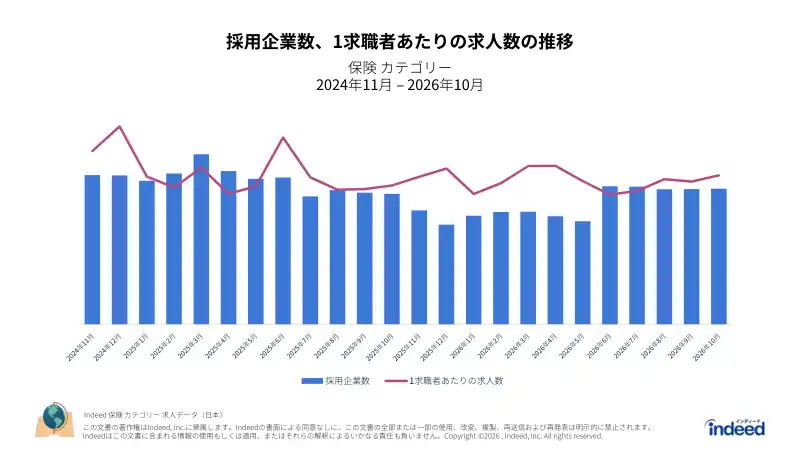 採用企業数、1求職者あたりの求人数の推移
保険 カテゴリー
2024年11月 – 2026年10月
2024年11月
2024年12月
2025年1月
2025年2月
2025年3月
2025年4月
2025年5月
2025年6月
2025年7月
2025年8月
2025年9月
2025年10月
2025年11月
2025年12月
2026年1月
2026年2月
2026年3月
2026年4月
2026年5月
2026年6月
2026年7月
2026年8月
2026年9月
2026年10月
採用企業数 1求職者あたりの求人数
Indeed 保険 カテゴリー 求人データ（日本）
この文書の著作権はIndeed, Inc.に帰属します。Indeedの書面による同意なしに、この文書の全部または一部の使用、改変、複製、再送信および再発表は明示的に禁止されます。
Indeedはこの文書に含まれる情報の使用もしくは適用、またはそれらの解釈によるいかなる責任も負いません。Copyright ©2026 , Indeed, Inc. All rights reserved.
インディード
indeed